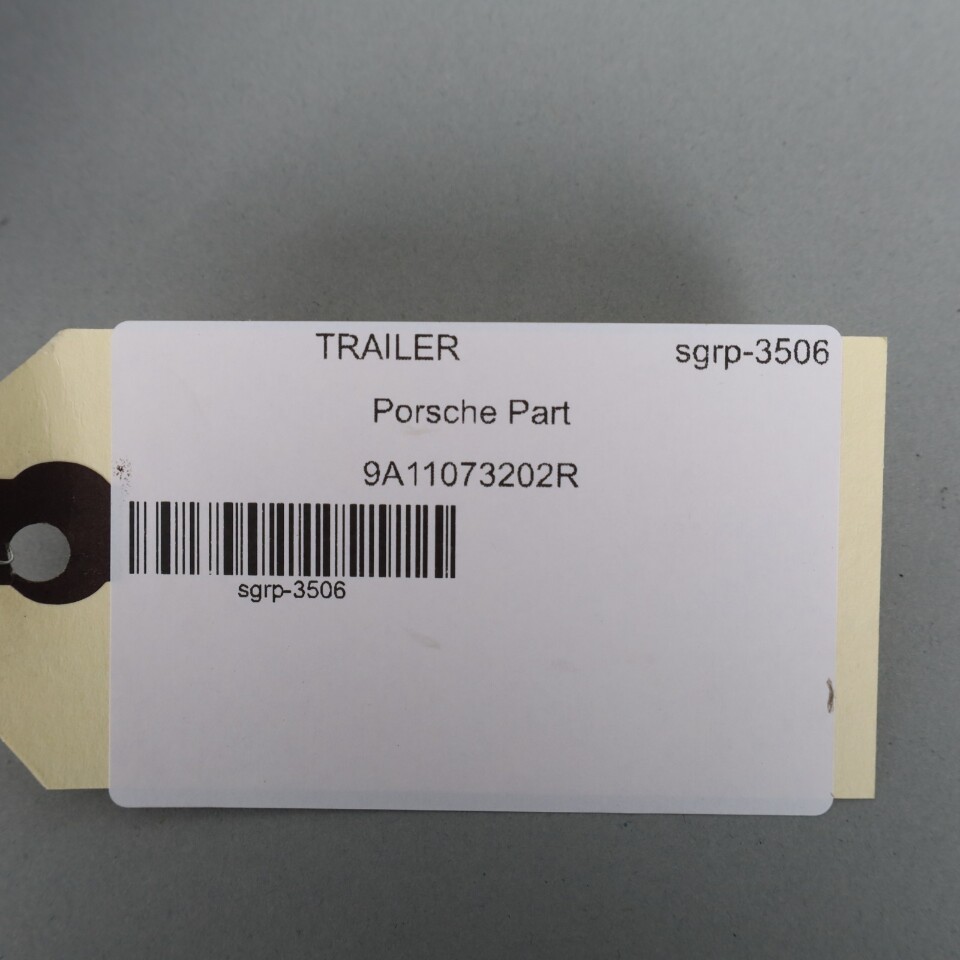 TRAILER sgrp-3506
Porsche Part
9A11073202R
sgrp-3506